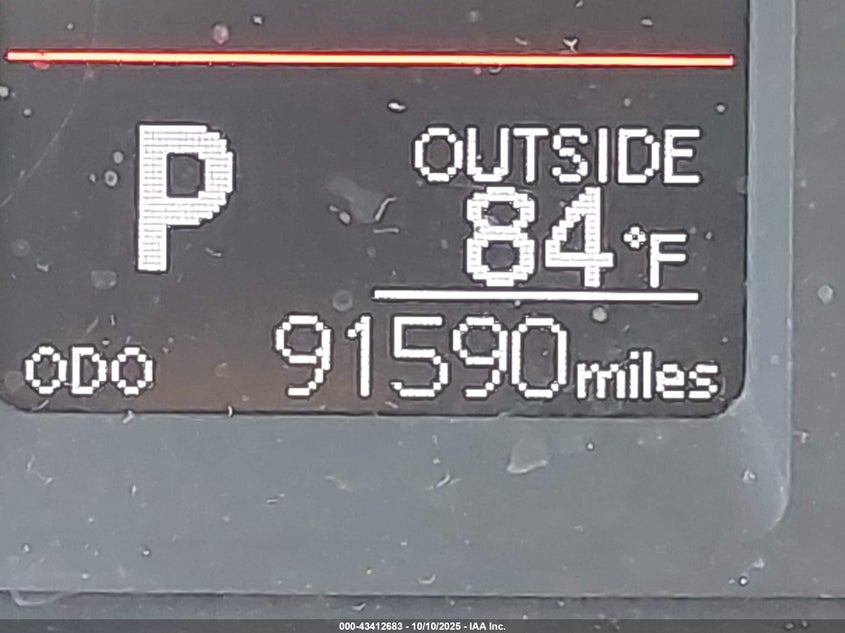 P
OUTSIDE
84°F
ODO 91590 miles
000-43412683 - 10/10/2025 - IAA Inc.